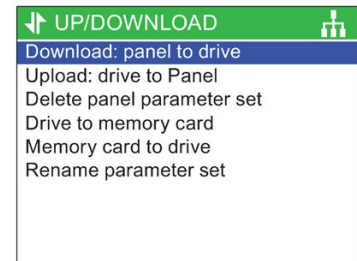 UP/DOWNLOAD
Download: panel to drive
Upload: drive to Panel
Delete panel parameter set
Drive to memory card
Memory card to drive
Rename parameter set